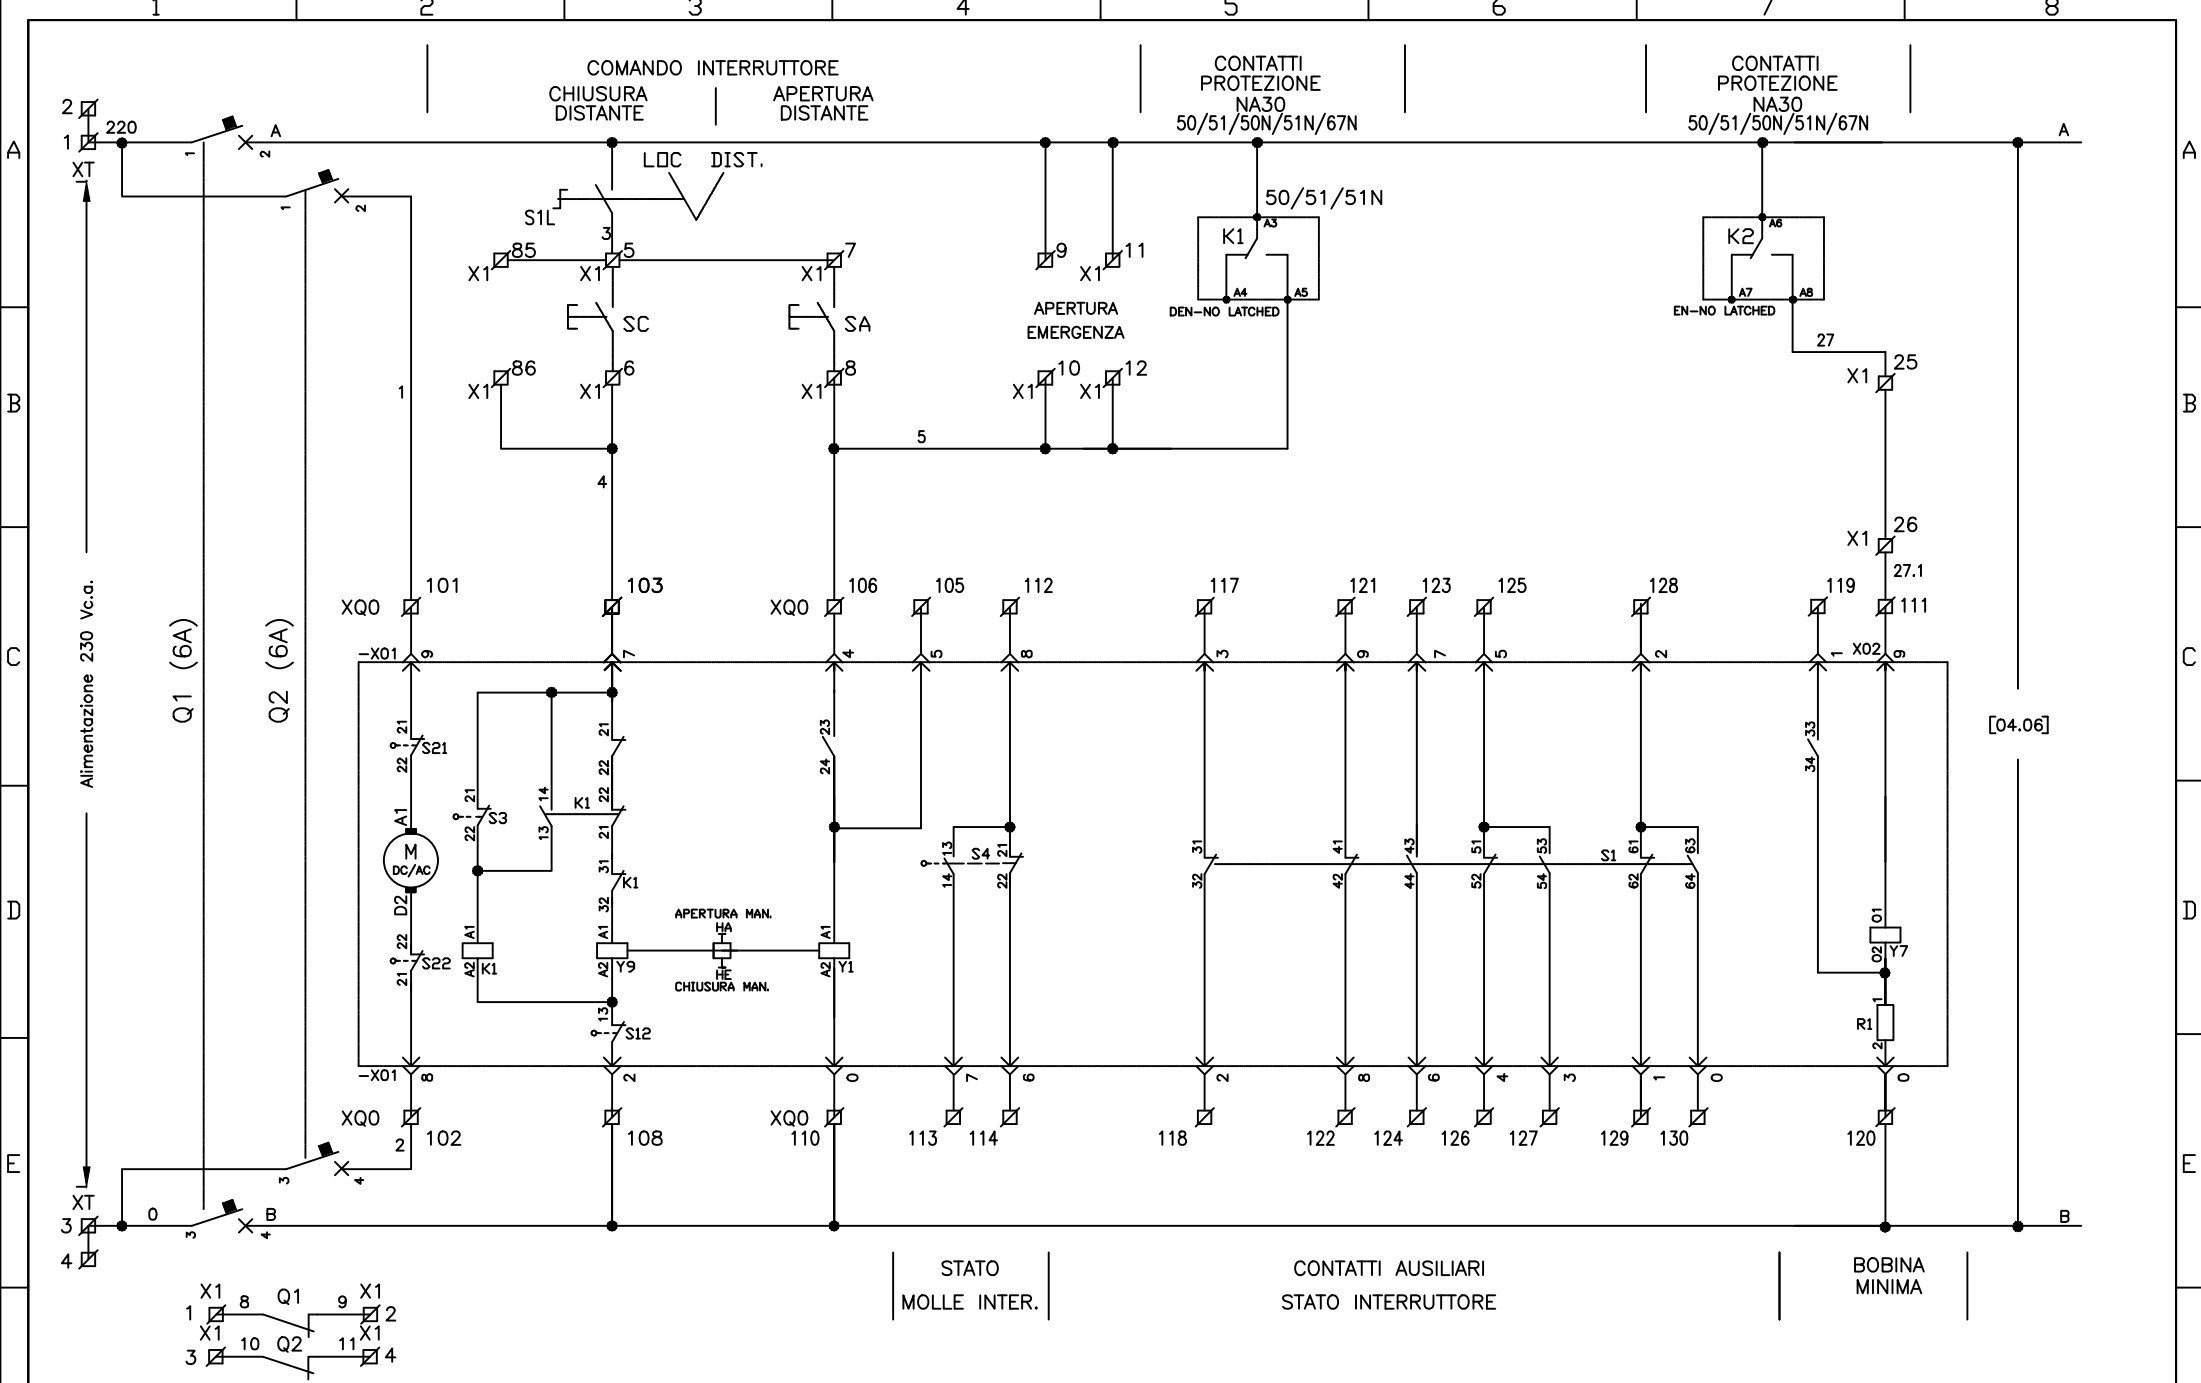 1 2 3 4 5 6 7 8
COMANDO INTERRUTTORE
CHIUSURA
DISTANTE
APERTURA
DISTANTE
CONTATTI
PROTEZIONE
NA30
50/51/50N/51N/67N
CONTATTI
PROTEZIONE
NA30
50/51/50N/51N/67N
A
2
1
220
XT
1
2
A
A
A
1
2
LOC DIST.
S1L
3
50/51/51N
K1
A3
A4
A5
DEN-NO LATCHED
K2
A6
A7
A8
EN-NO LATCHED
85
X1
5
X1
7
X1
9
11
X1
SC
SA
APERTURA
EMERGENZA
27
86
X1
6
X1
8
X1
10
X1
12
X1
25
X1
B
1
B
5
4
26
X1
27.1
Alimentazione 230 Vc.a.
Q1 (6A)
Q2 (6A)
101
XQ0
103
106
XQ0
105
112
117
121
123
125
128
119
111
C
-X01
9
7
4
5
8
3
9
7
5
2
1
X02
9
C
[04.06]
21
S21
22
21
22
23
24
33
34
21
S3
22
14
K1
13
22
21
A1
M
DC/AC
D2
31
K1
32
13
S4
21
14
22
31
32
41
42
43
44
51
52
53
54
S1
61
62
63
64
D
D
22
S22
21
A1
A2
K1
A1
A2
Y9
APERTURA MAN.
HA
HE
CHIUSURA MAN.
A1
A2
Y1
01
02
Y7
13
S12
1
R1
2
-X01
8
2
0
7
6
2
8
6
4
3
1
0
0
XQ0
102
2
108
XQ0
110
113
114
118
122
124
126
127
129
130
120
E
E
3
4
XT
3
4
0
3
4
B
B
STATO
MOLLE INTER.
CONTATTI AUSILIARI
STATO INTERRUTTORE
BOBINA
MINIMA
X1
1
8
Q1
9
X1
2
X1
3
10
Q2
11
X1
4